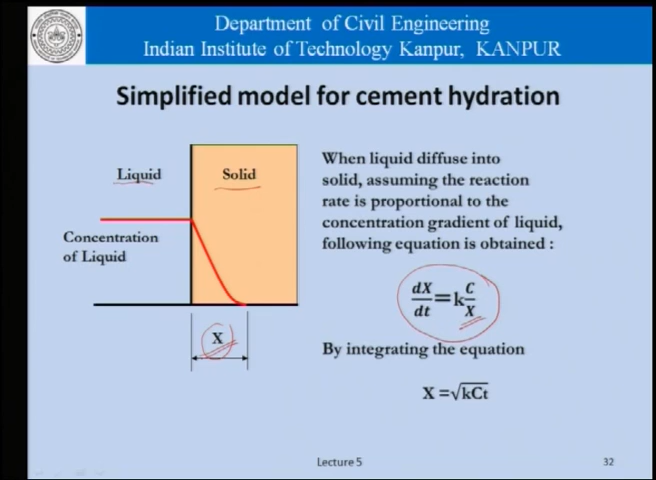 Department of Civil Engineering
Indian Institute of Technology Kanpur, KANPUR
Simplified model for cement hydration
Liquid
Solid
Concentration
of Liquid
X
When liquid diffuse into
solid, assuming the reaction
rate is proportional to the
concentration gradient of liquid,
following equation is obtained :
dX/dt=k C/X
By integrating the equation
X =√kCt
Lecture 5
32